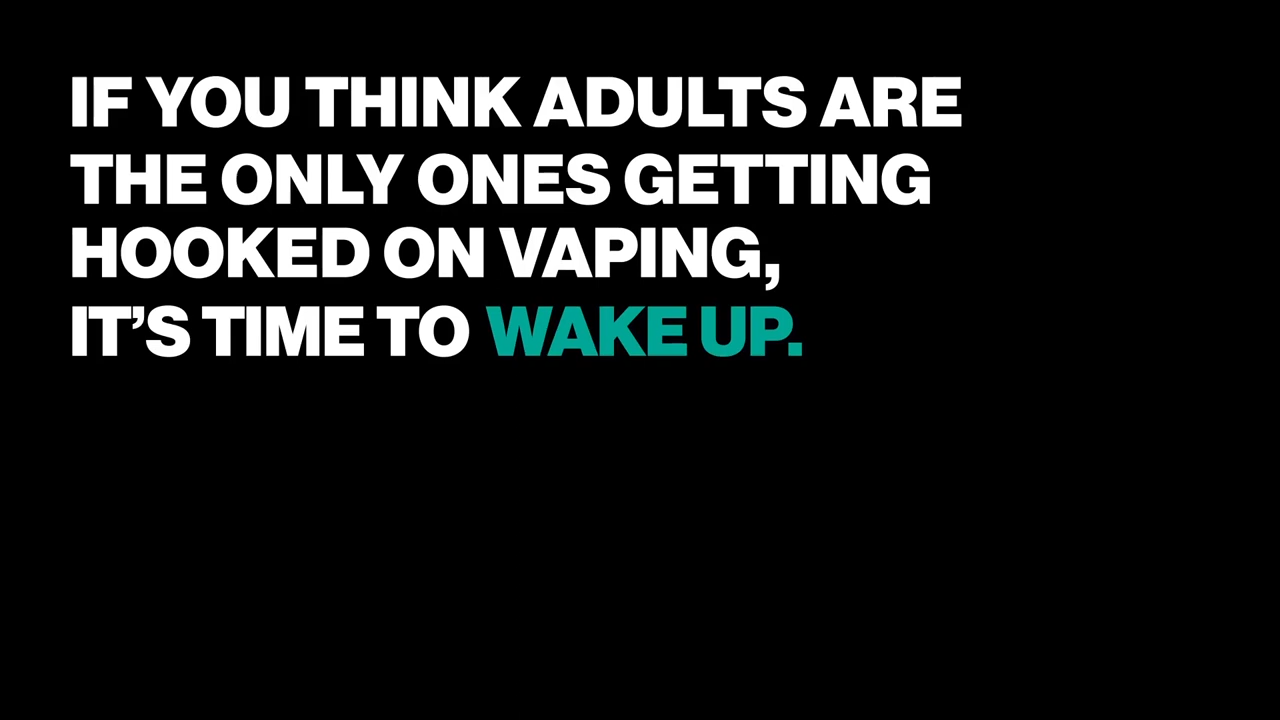 IF YOU THINK ADULTS ARE
THE ONLY ONES GETTING
HOOKED ON VAPING,
IT’S TIME TO WAKE UP.